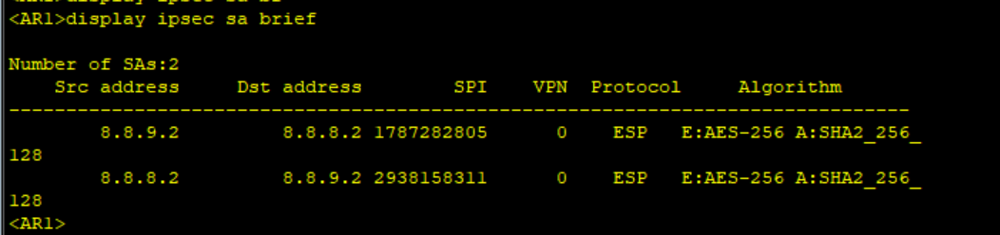 <AR1>display ipsec sa brief
Number of SAs:2
Src address Dst address SPI VPN Protocol Algorithm
-------------------------------------------------------------------------------
8.8.9.2 8.8.8.2 1787282805 0 ESP E:AES-256 A:SHA2_256_
128
8.8.8.2 8.8.9.2 2938158311 0 ESP E:AES-256 A:SHA2_256_
128
<AR1>